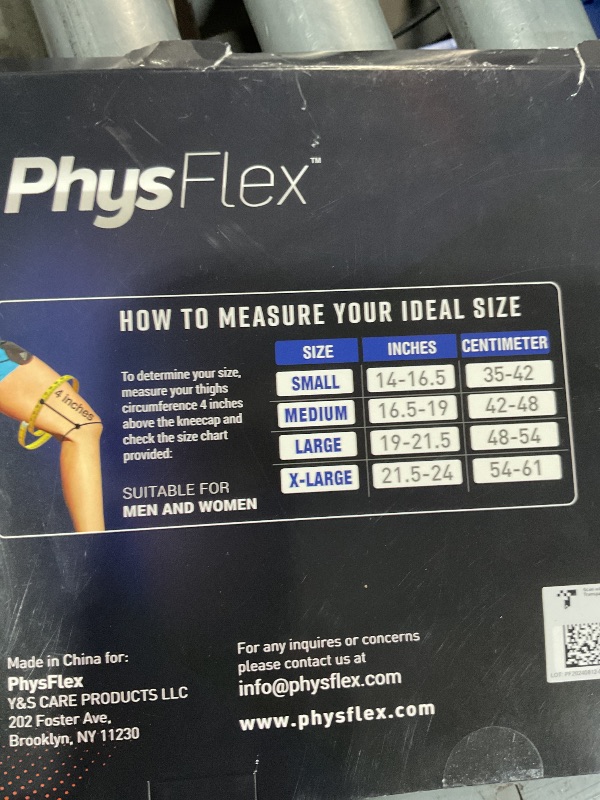 PhysFlex™
HOW TO MEASURE YOUR IDEAL SIZE
4 inches
To determine your size,
measure your thighs
circumference 4 inches
above the kneecap and
check the size chart
provided:
SUITABLE FOR
MEN AND WOMEN
SIZE INCHES CENTIMETER
SMALL 14-16.5 35-42
MEDIUM 16.5-19 42-48
LARGE 19-21.5 48-54
X-LARGE 21.5-24 54-61
Made in China for:
PhysFlex
Y&S CARE PRODUCTS LLC
202 Foster Ave,
Brooklyn, NY 11230
For any inquires or concerns
please contact us at
info@physflex.com
www.physflex.com